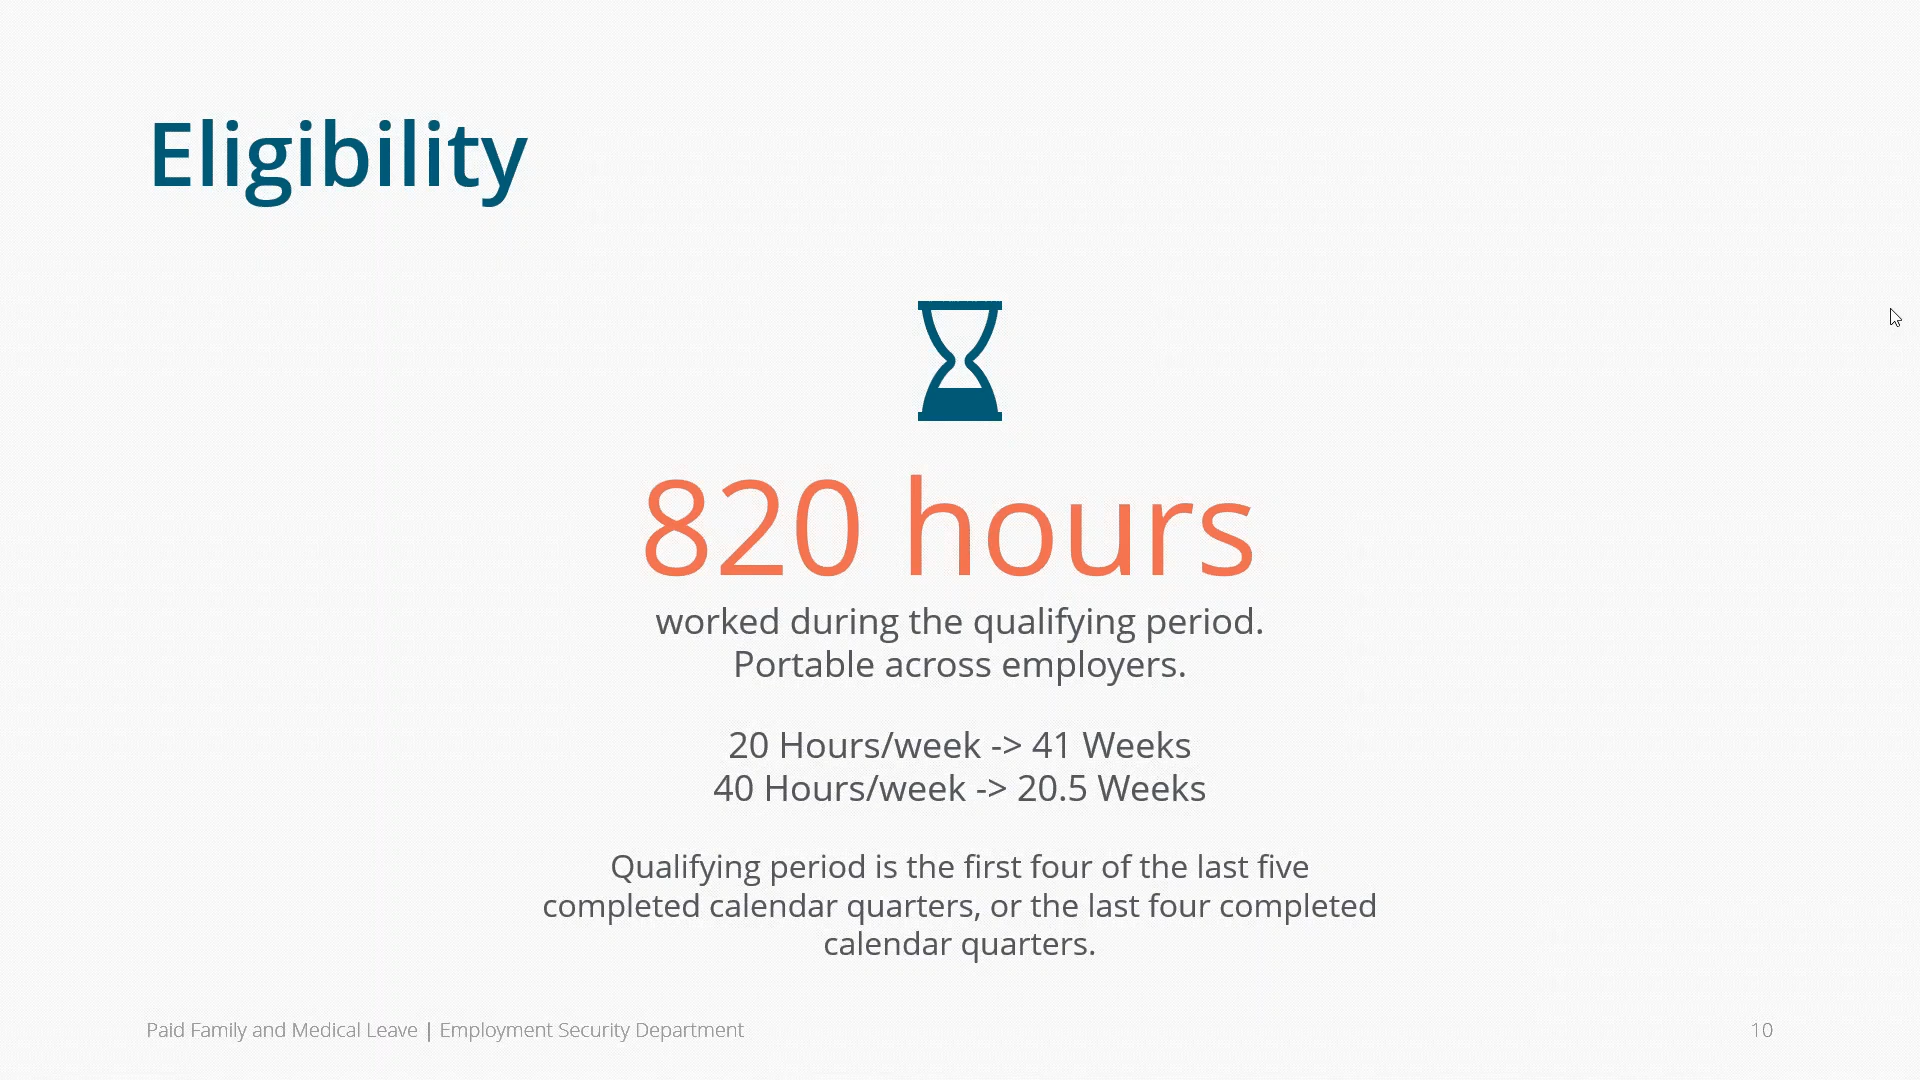 Eligibility
820 hours
worked during the qualifying period.
Portable across employers.
20 Hours/week -> 41 Weeks
40 Hours/week -> 20.5 Weeks
Qualifying period is the first four of the last five
completed calendar quarters, or the last four completed
calendar quarters.
Paid Family and Medical Leave | Employment Security Department
10